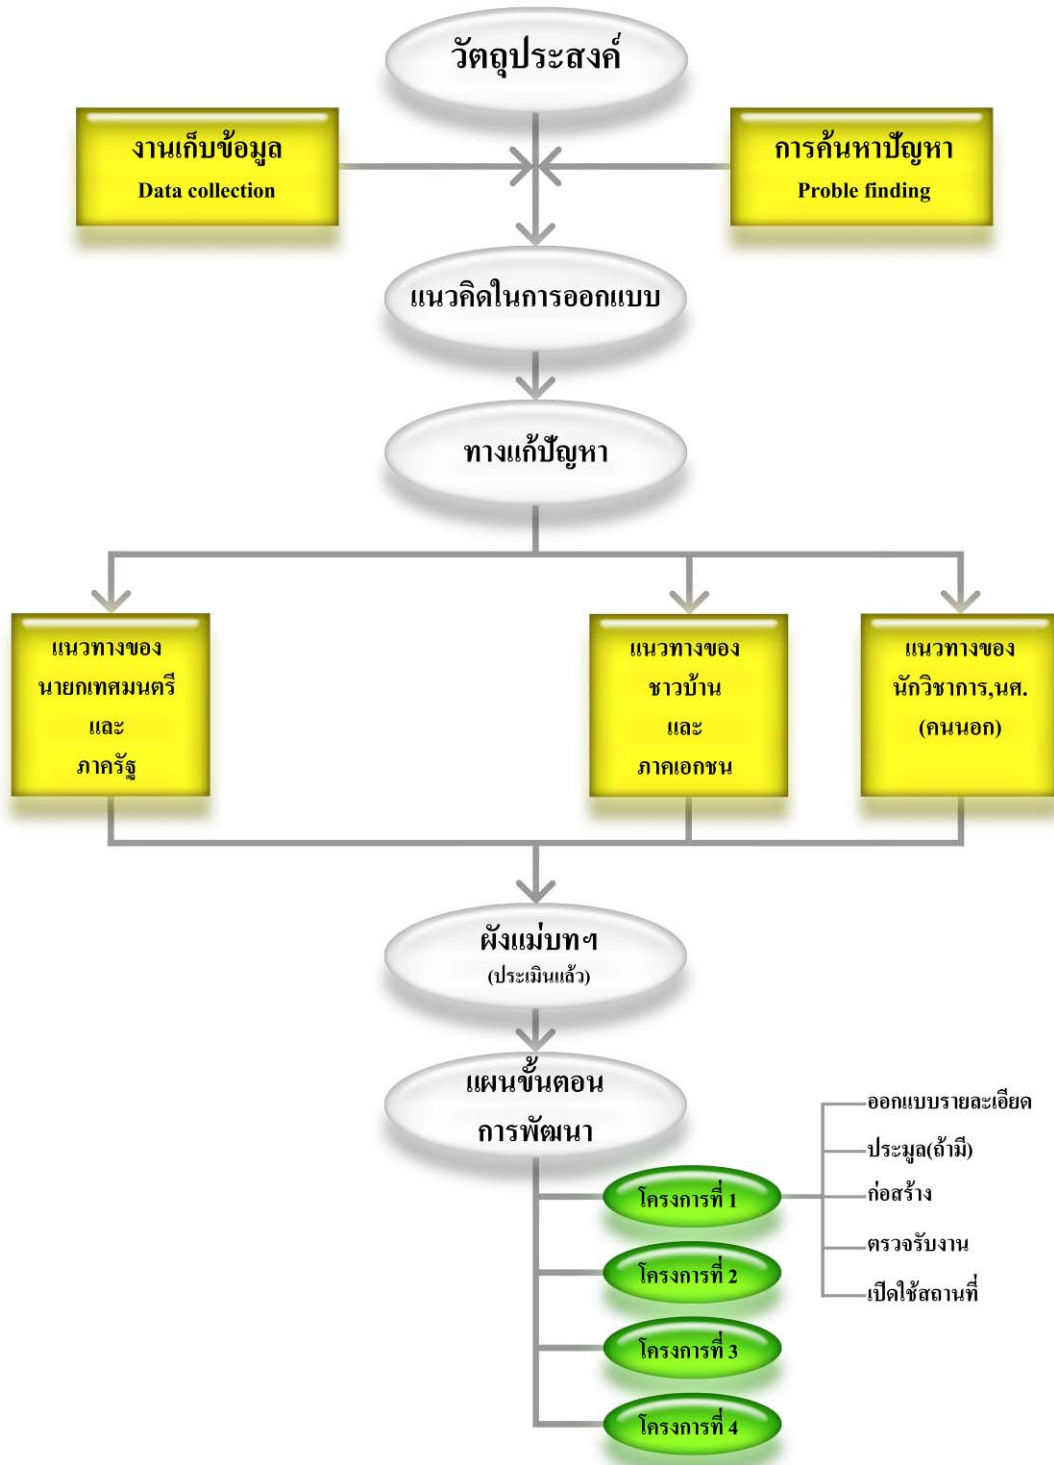 วัตถุประสงค์
งานเก็บข้อมูล
Data collection
การค้นหาปัญหา
Proble finding
แนวคิดในการออกแบบ
ทางแก้ปัญหา
แนวทางของ
นายกเทศมนตรี
และ
ภาครัฐ
แนวทางของ
ชาวบ้าน
และ
ภาคเอกชน
แนวทางของ
นักวิชาการ,นศ.
(คนนอก)
ผังแม่บทฯ
(ประเมินแล้ว)
แผนขั้นตอน
การพัฒนา
โครงการที่ 1
ออกแบบรายละเอียด
ประมูล(ถ้ามี)
ก่อสร้าง
ตรวจรับงาน
เปิดใช้สถานที่
โครงการที่ 2
โครงการที่ 3
โครงการที่ 4